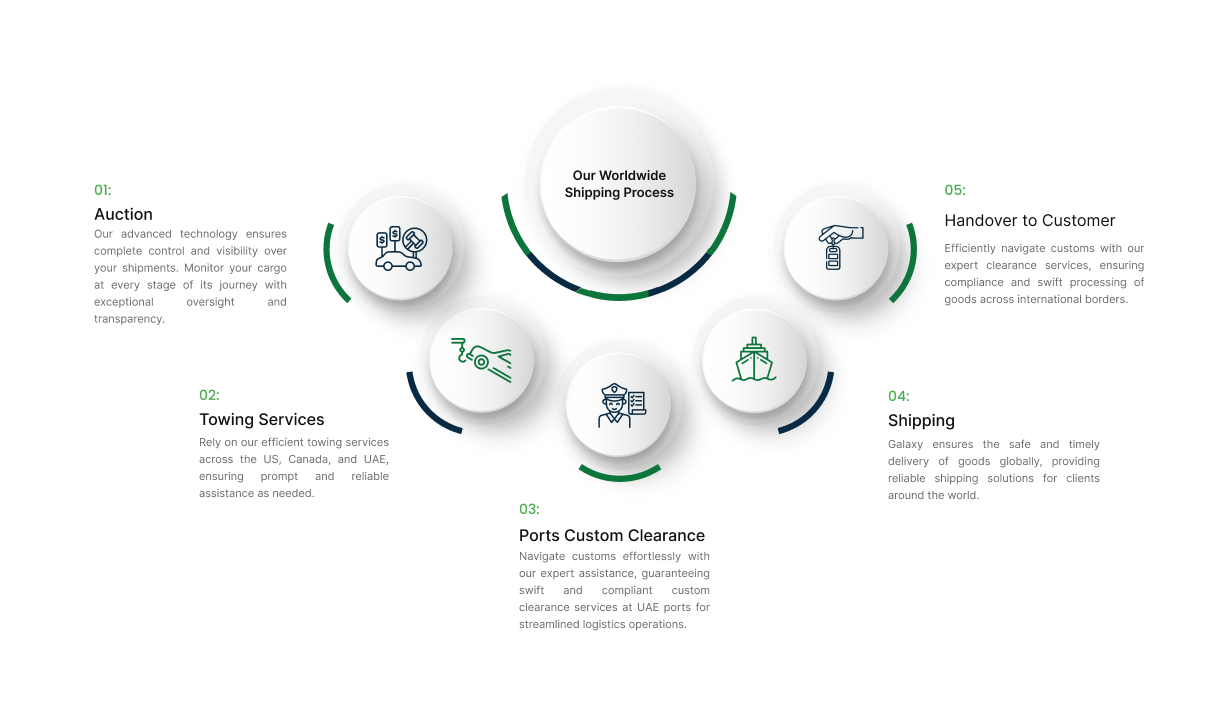 Our Worldwide
Shipping Process
01:
Auction
Our advanced technology ensures
complete control and visibility over
your shipments. Monitor your cargo
at every stage of its journey with
exceptional oversight and
transparency.
02:
Towing Services
Rely on our efficient towing services
across the US, Canada, and UAE,
ensuring prompt and reliable
assistance as needed.
03:
Ports Custom Clearance
Navigate customs effortlessly with
our expert assistance, guaranteeing
swift and compliant custom
clearance services at UAE ports for
streamlined logistics operations.
04:
Shipping
Galaxy ensures the safe and timely
delivery of goods globally, providing
reliable shipping solutions for clients
around the world.
05:
Handover to Customer
Efficiently navigate customs with our
expert clearance services, ensuring
compliance and swift processing of
goods across international borders.